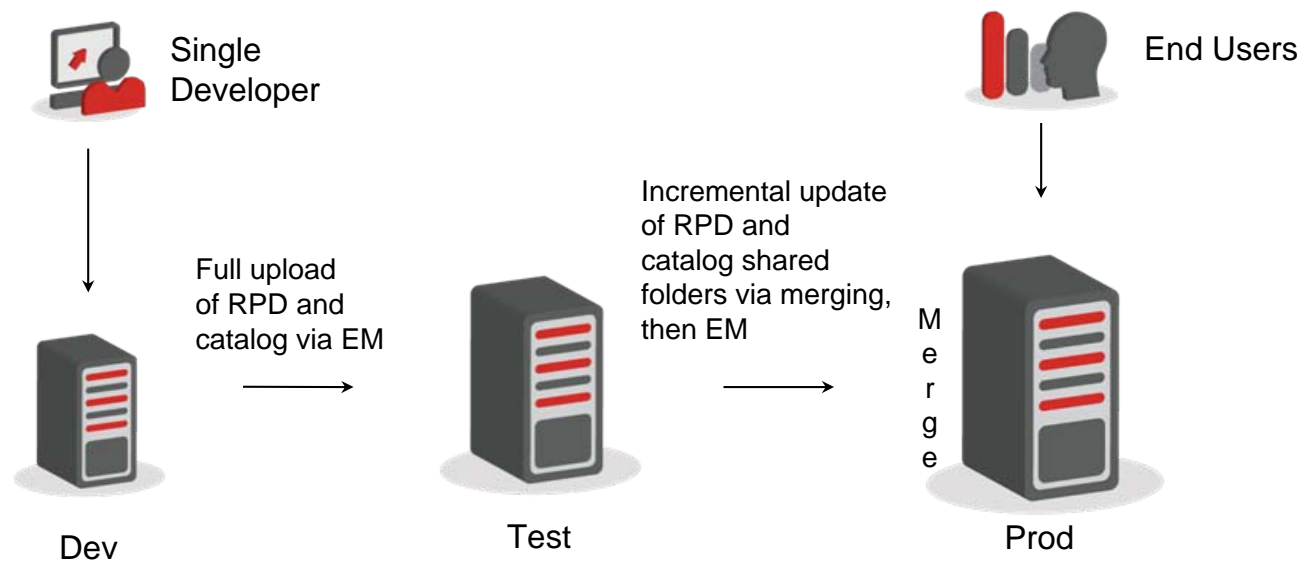 Single
Developer
End Users
Full upload
of RPD and
catalog via EM
Incremental update
of RPD and
catalog shared
folders via merging,
then EM
Merge
Dev
Test
Prod